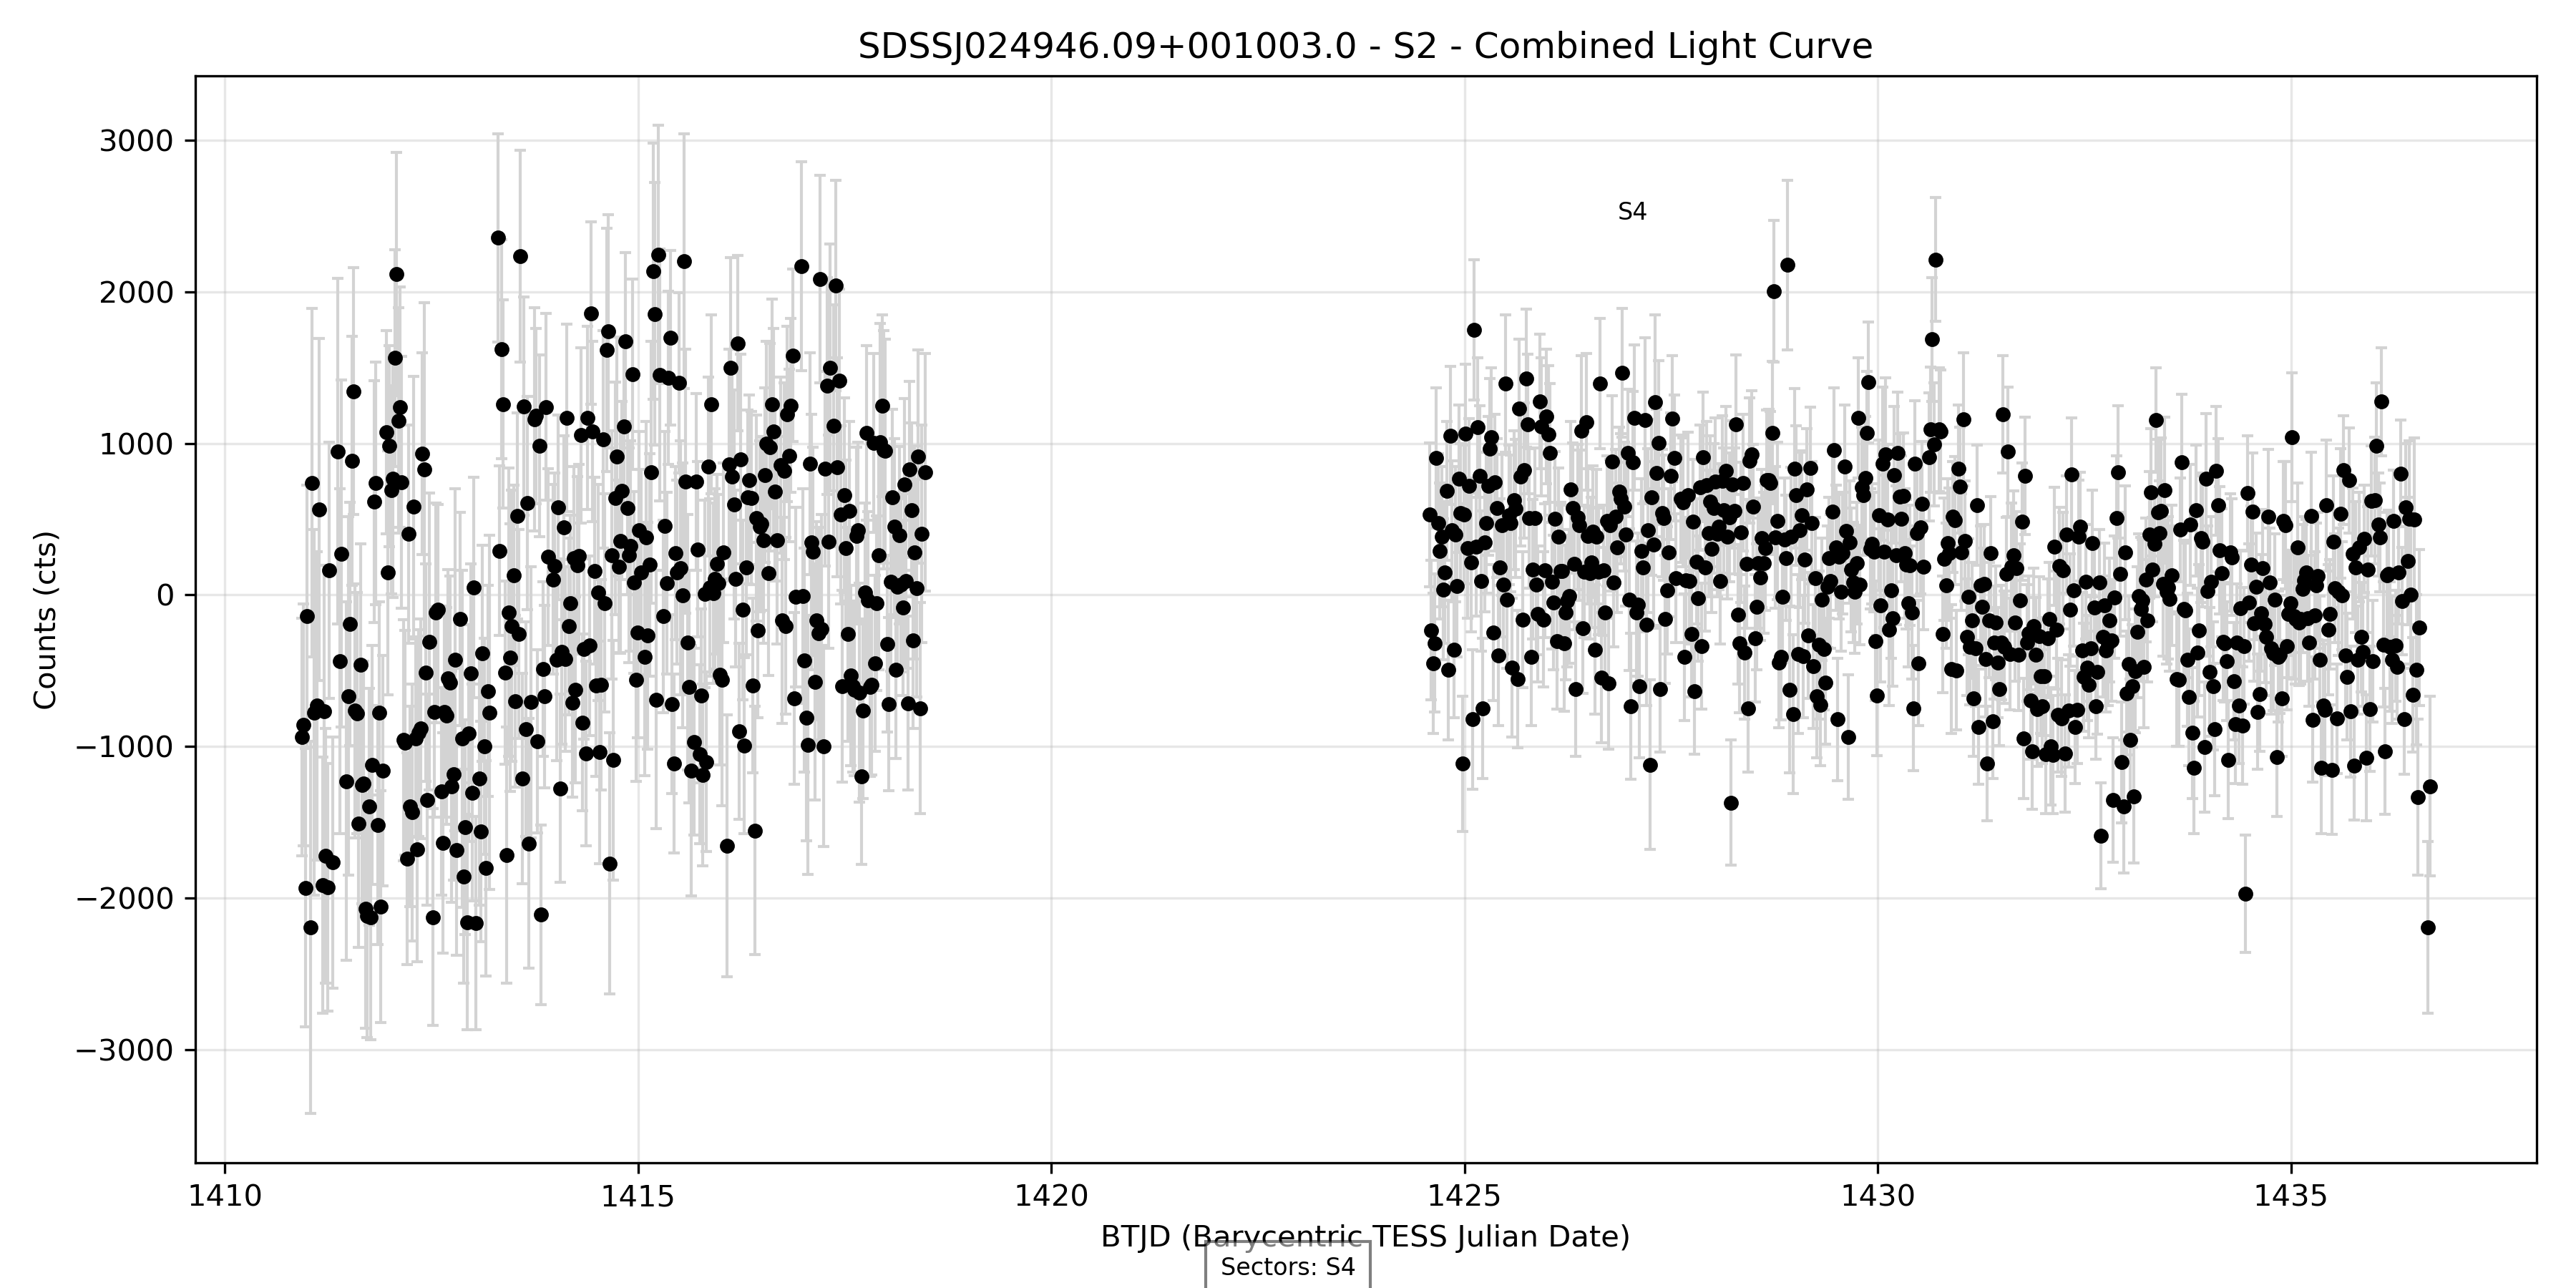 SDSSJ024946.09+001003.0 - S2 - Combined Light Curve
3000
2000
1000
0
−1000
−2000
−3000
Counts (cts)
S4
1410
1415
1420
1425
1430
1435
BTJD (Barycentric TESS Julian Date)
Sectors: S4